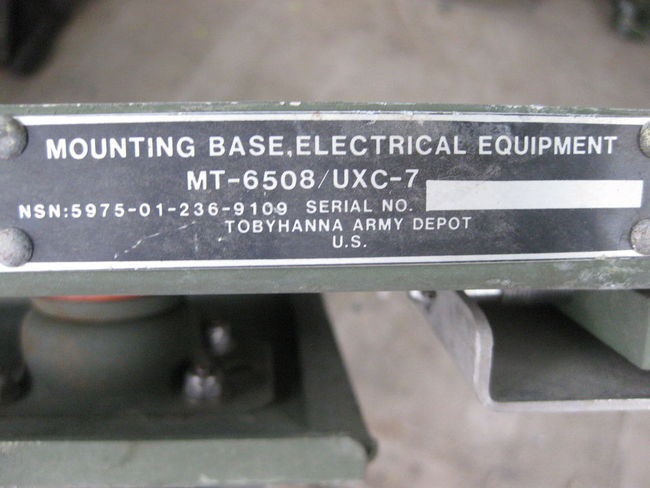 MOUNTING BASE,ELECTRICAL EQUIPMENT
MT-6508/UXC-7
NSN:5975-01-236-9109 SERIAL NO.
TOBYHANNA ARMY DEPOT
U.S.